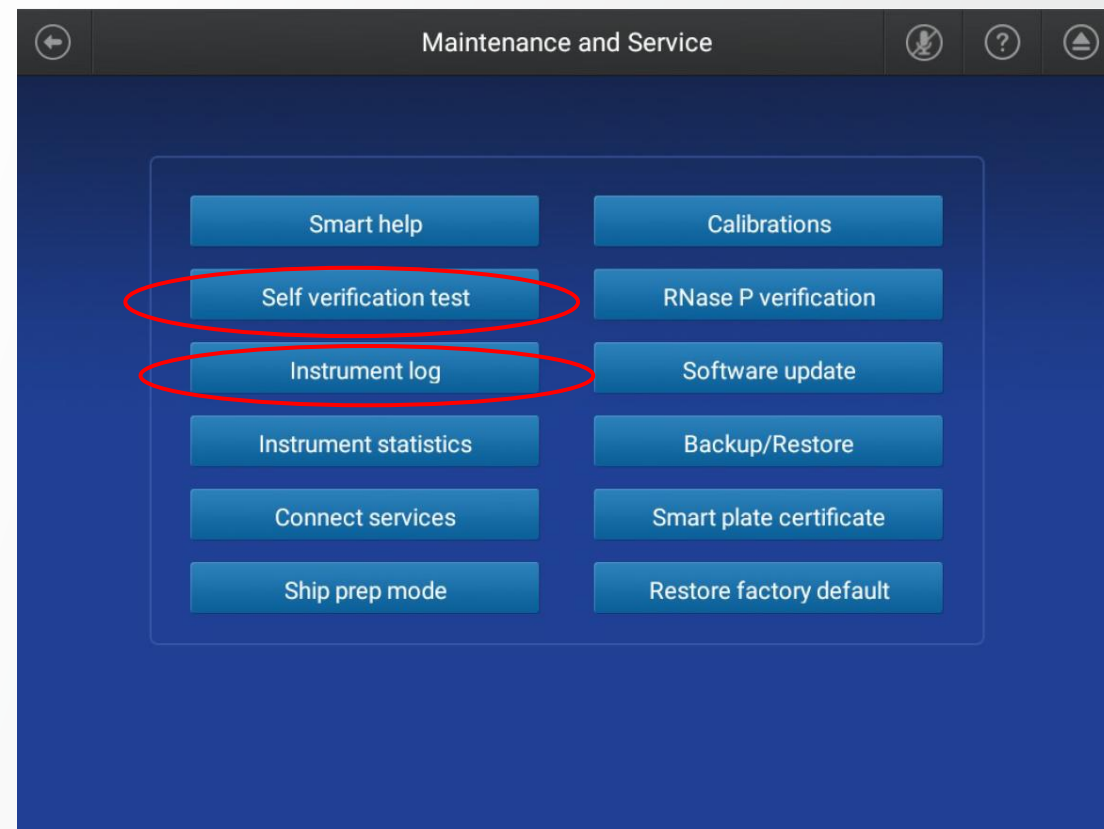 Maintenance and Service
Smart help
Calibrations
Self verification test
RNase P verification
Instrument log
Software update
Instrument statistics
Backup/Restore
Connect services
Smart plate certificate
Ship prep mode
Restore factory default